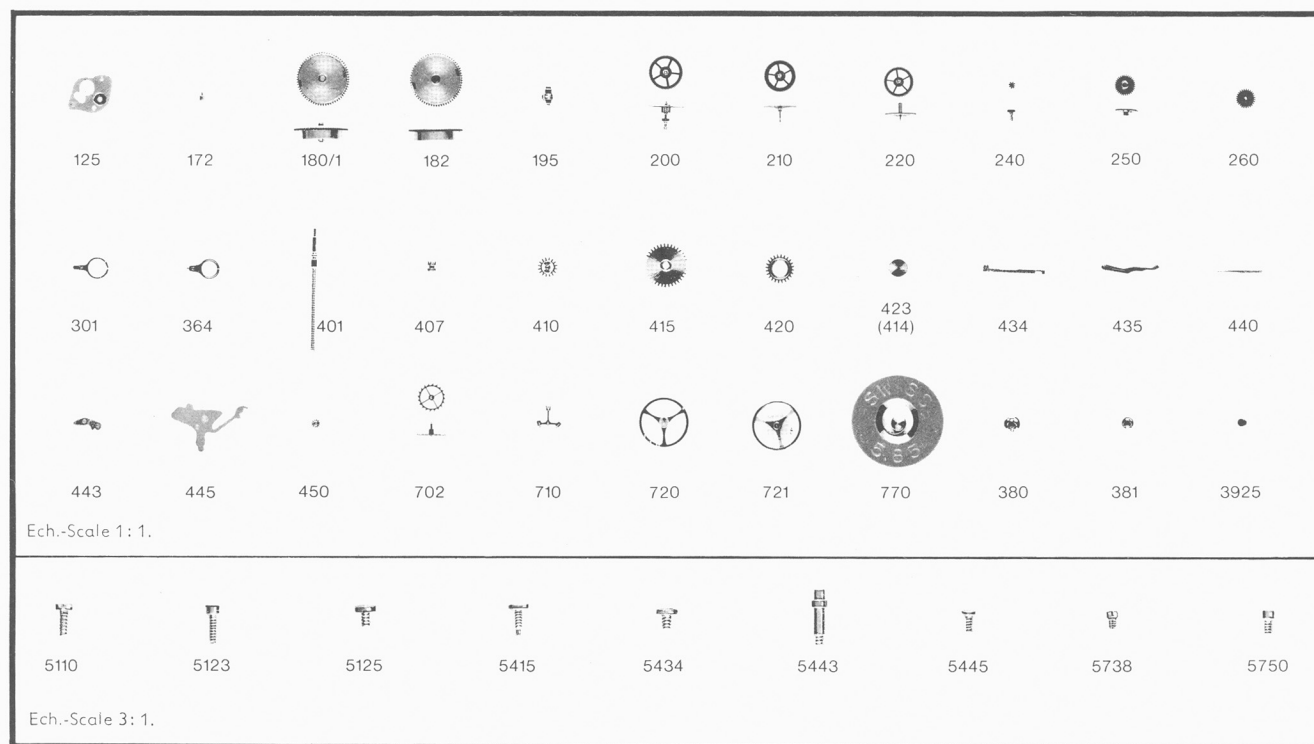 125 172 180/1 182 195 200 210 220 240 250 260
301 364 401 407 410 415 420 423 (414) 434 435 440
SWISS
585
443 445 450 702 710 720 721 770 380 381 3925
Ech.-Scale 1:1.
5110 5123 5125 5415 5434 5443 5445 5738 5750
Ech.-Scale 3:1.